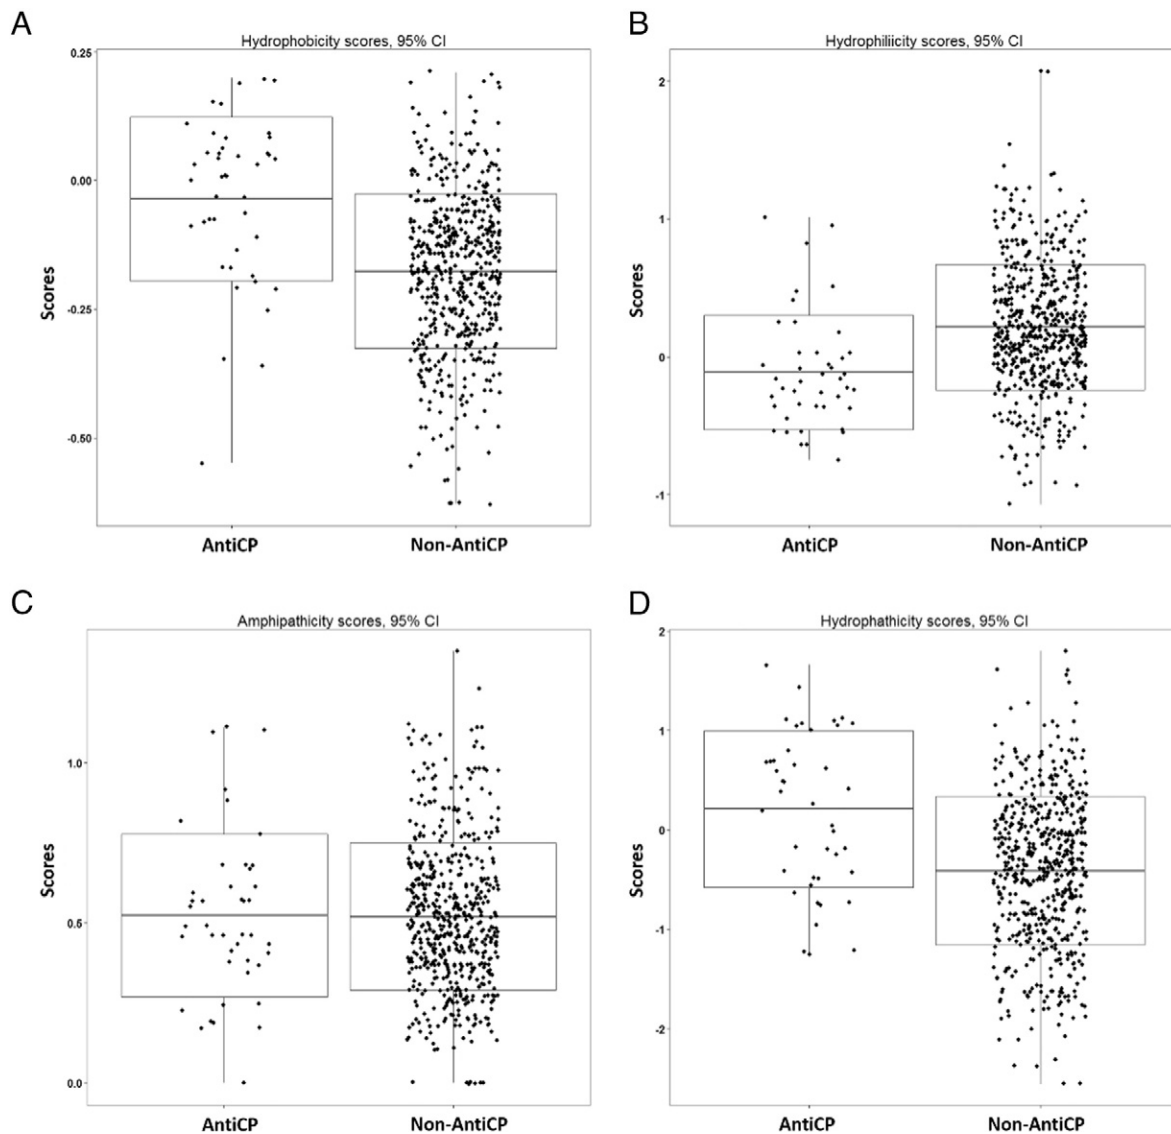 A
Hydrophobicity scores, 95% CI
0.25
0.00
-0.25
-0.50
Scores
AntiCP
Non-AntiCP
B
Hydrophiliicity scores, 95% CI
2
1
0
-1
Scores
AntiCP
Non-AntiCP
C
Amphipathicity scores, 95% CI
1.0
0.5
0.0
Scores
AntiCP
Non-AntiCP
D
Hydrophathicity scores, 95% CI
2
1
0
-1
-2
Scores
AntiCP
Non-AntiCP